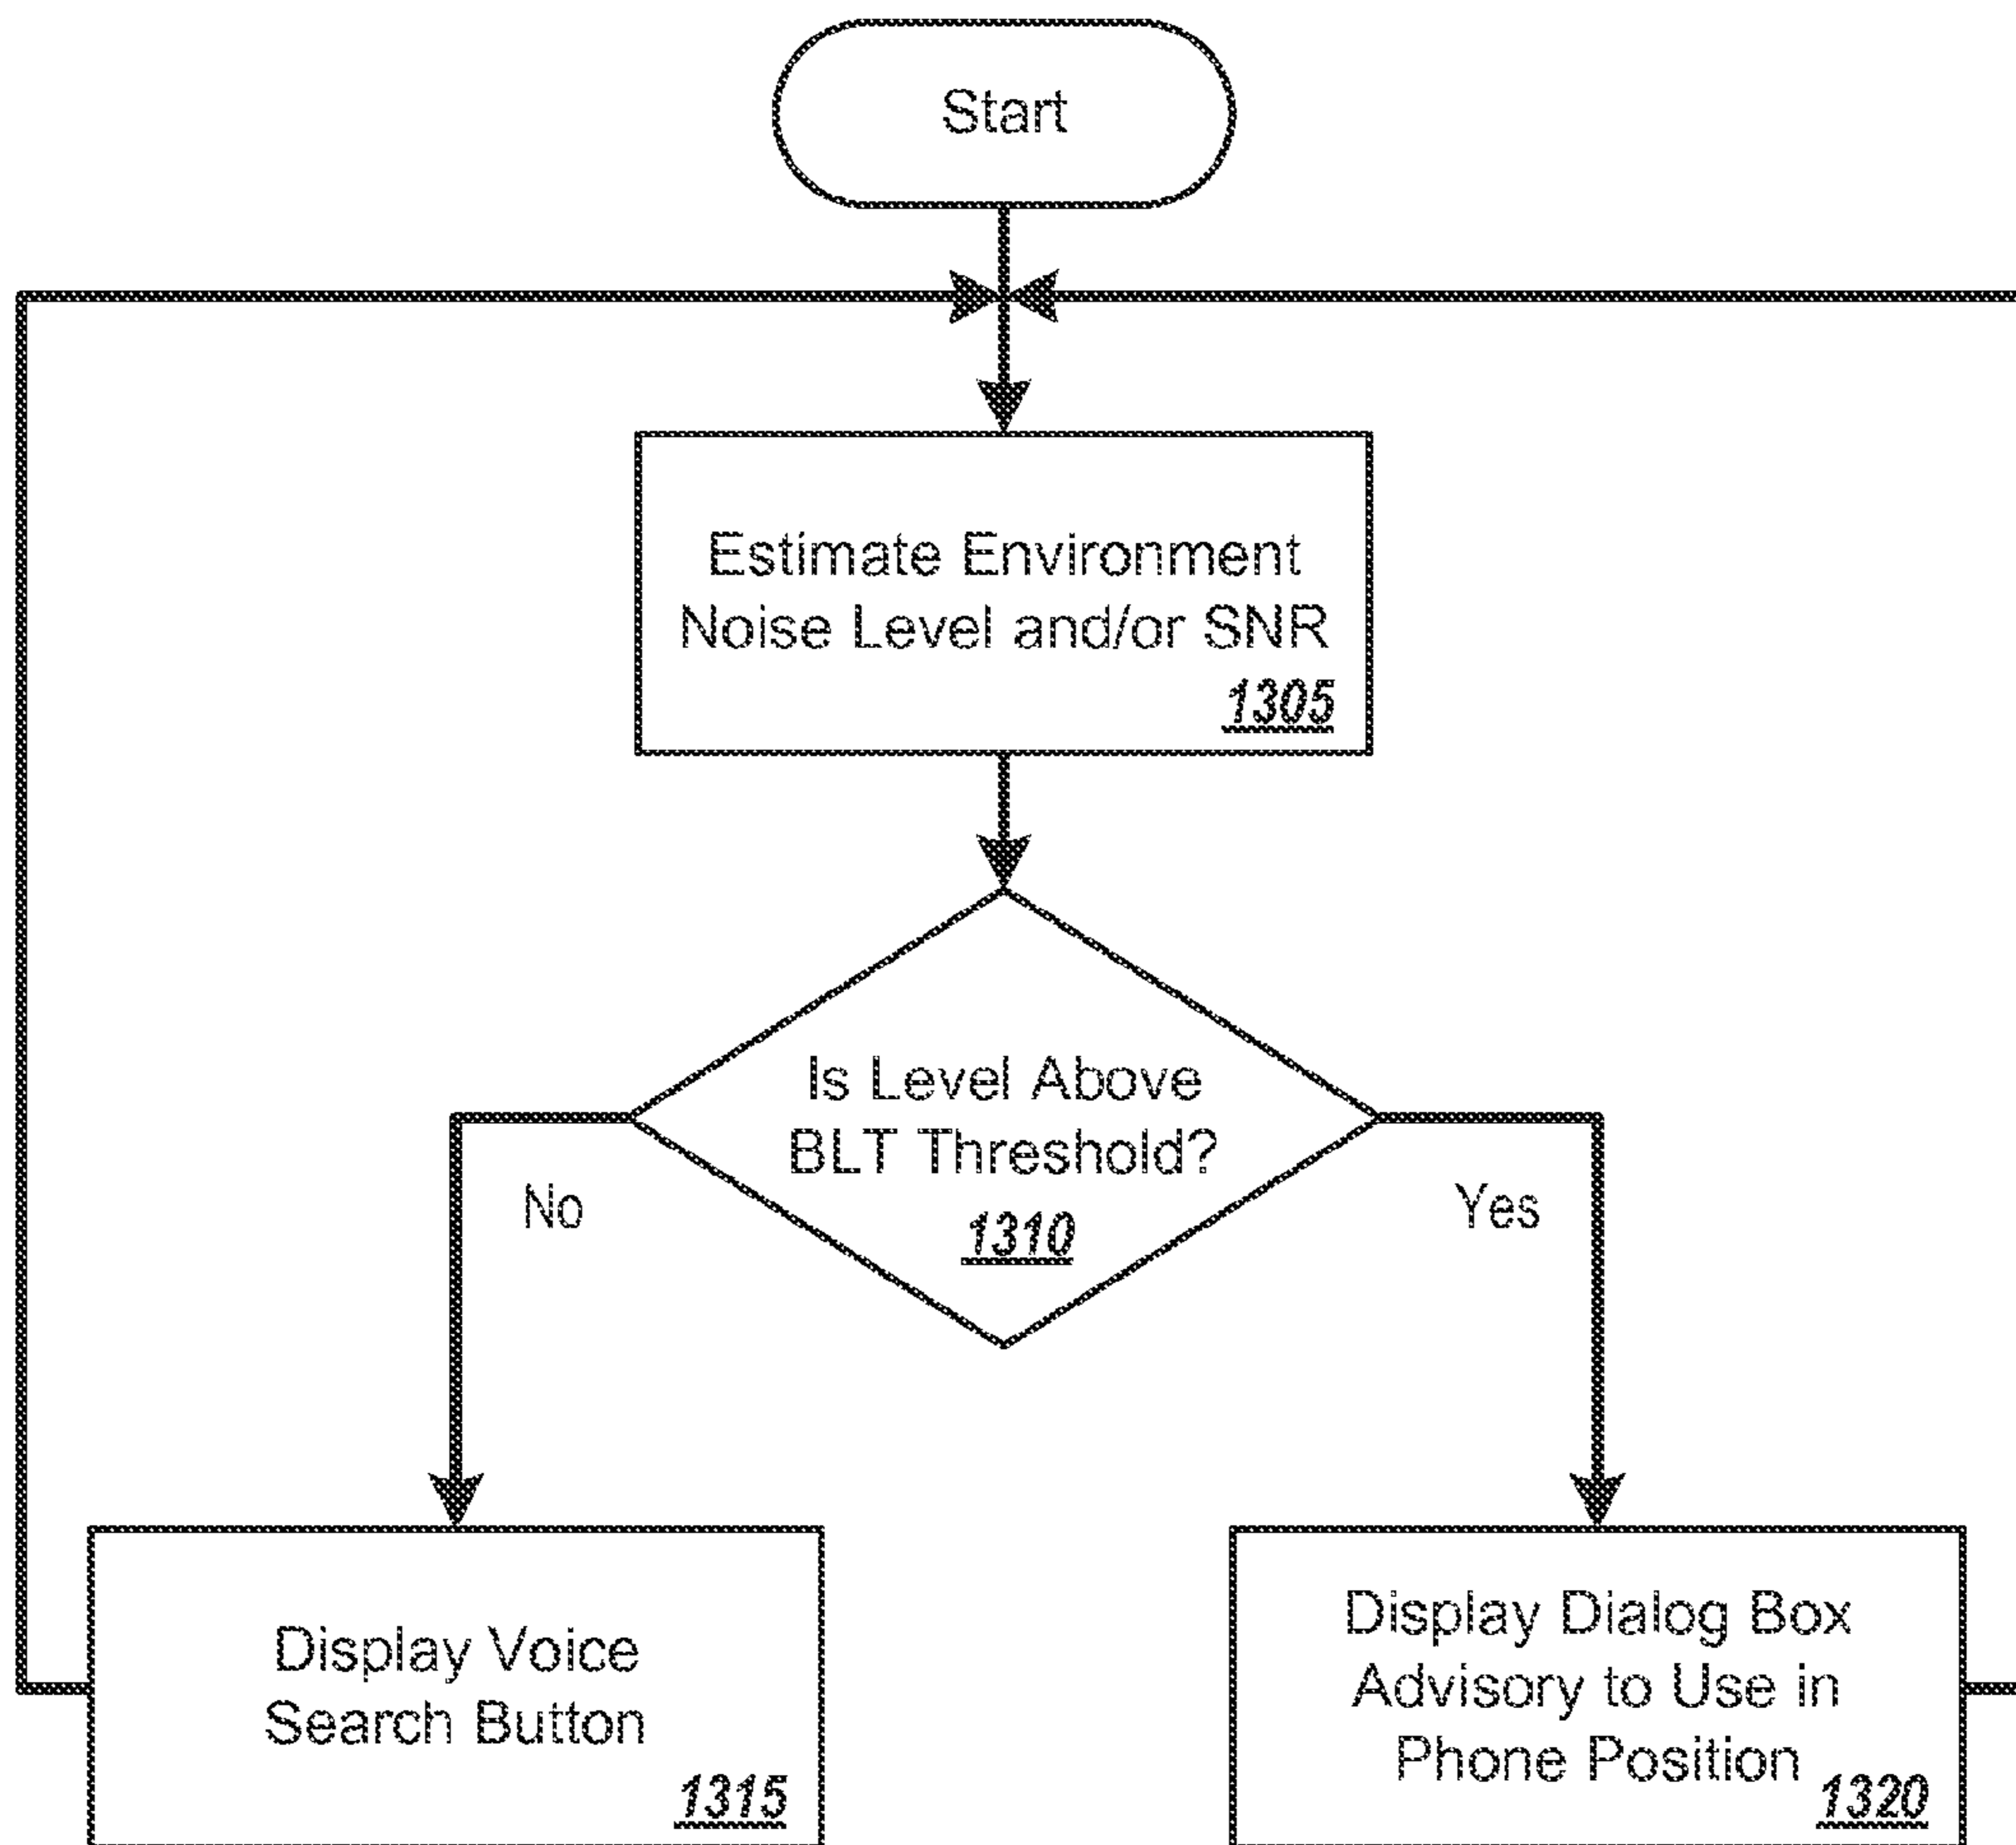 Start
Estimate Environment
Noise Level and/or SNR
1305
Is Level Above
BLT Threshold?
1310
No
Yes
Display Voice
Search Button
1315
Display Dialog Box
Advisory to Use in
Phone Position
1320